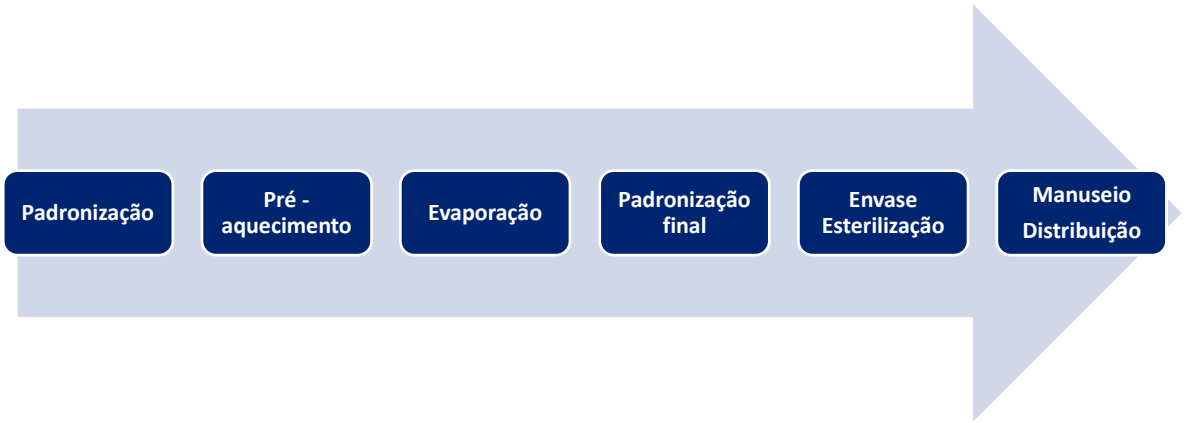 Padronização
Pré -
aquecimento
Evaporação
Padronização
final
Envase
Esterilização
Manuseio
Distribuição